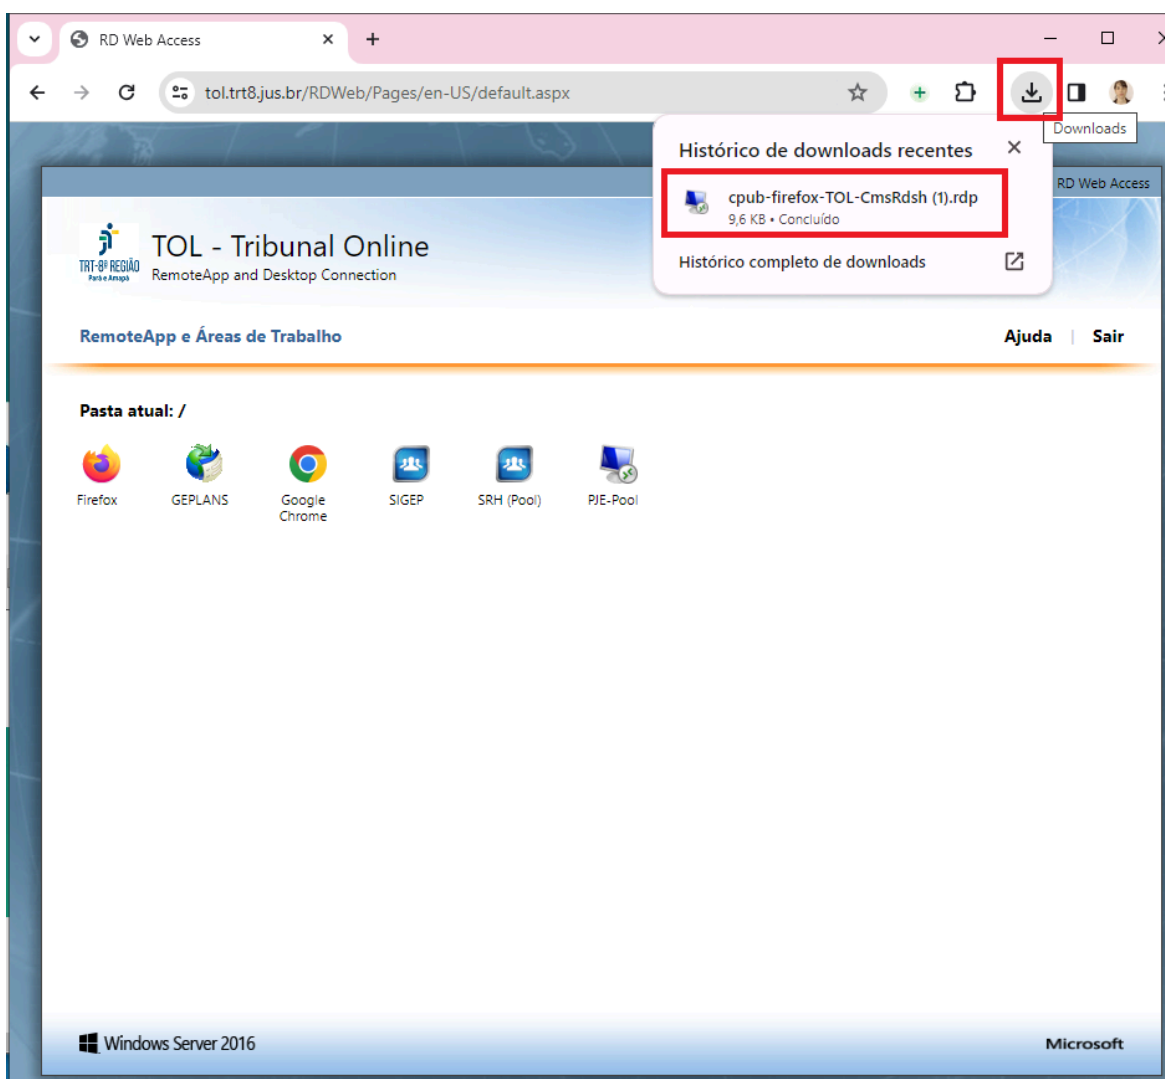 RD Web Access
tol.trt8.jus.br/RDWeb/Pages/en-US/default.aspx
Downloads
Histórico de downloads recentes
cpub-firefox-TOL-CmsRdsh (1).rdp
9,6 KB • Concluído
Histórico completo de downloads
RD Web Access
TRT-8ª REGIÃO
Pará e Amapá
TOL - Tribunal Online
RemoteApp and Desktop Connection
RemoteApp e Áreas de Trabalho
Ajuda | Sair
Pasta atual: /
Firefox
GEPLANS
Google
Chrome
SIGEP
SRH (Pool)
PJE-Pool
Windows Server 2016
Microsoft